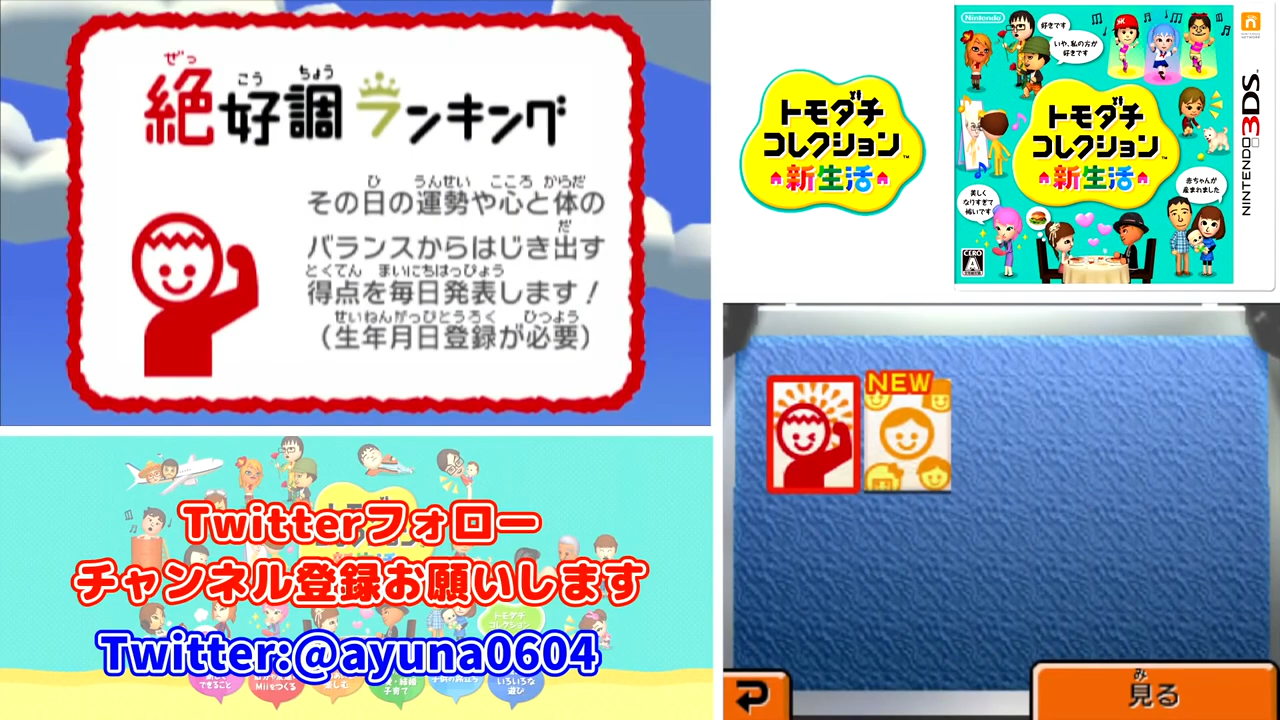 絶好調ランキング
ぜっ こう ちょう
その日の運勢や心と体の
ひ うんせい こころ からだ
バランスからはじき出す
だ
得点を毎日発表します！
とくてん まいにちはっぴょう
（生年月日登録が必要）
せいねんがっぴとうろく ひつよう
トモダチ
コレクション™
新生活
Nintendo
好きです
いや、私の方が
好きです
トモダチ
コレクション™
新生活
美しく
なりすぎて
怖いです
赤ちゃんが
産まれました
CERO
A
NINTENDO3DS
Twitterフォロー
チャンネル登録お願いします
Twitter:@ayuna0604
NEW
見る
み